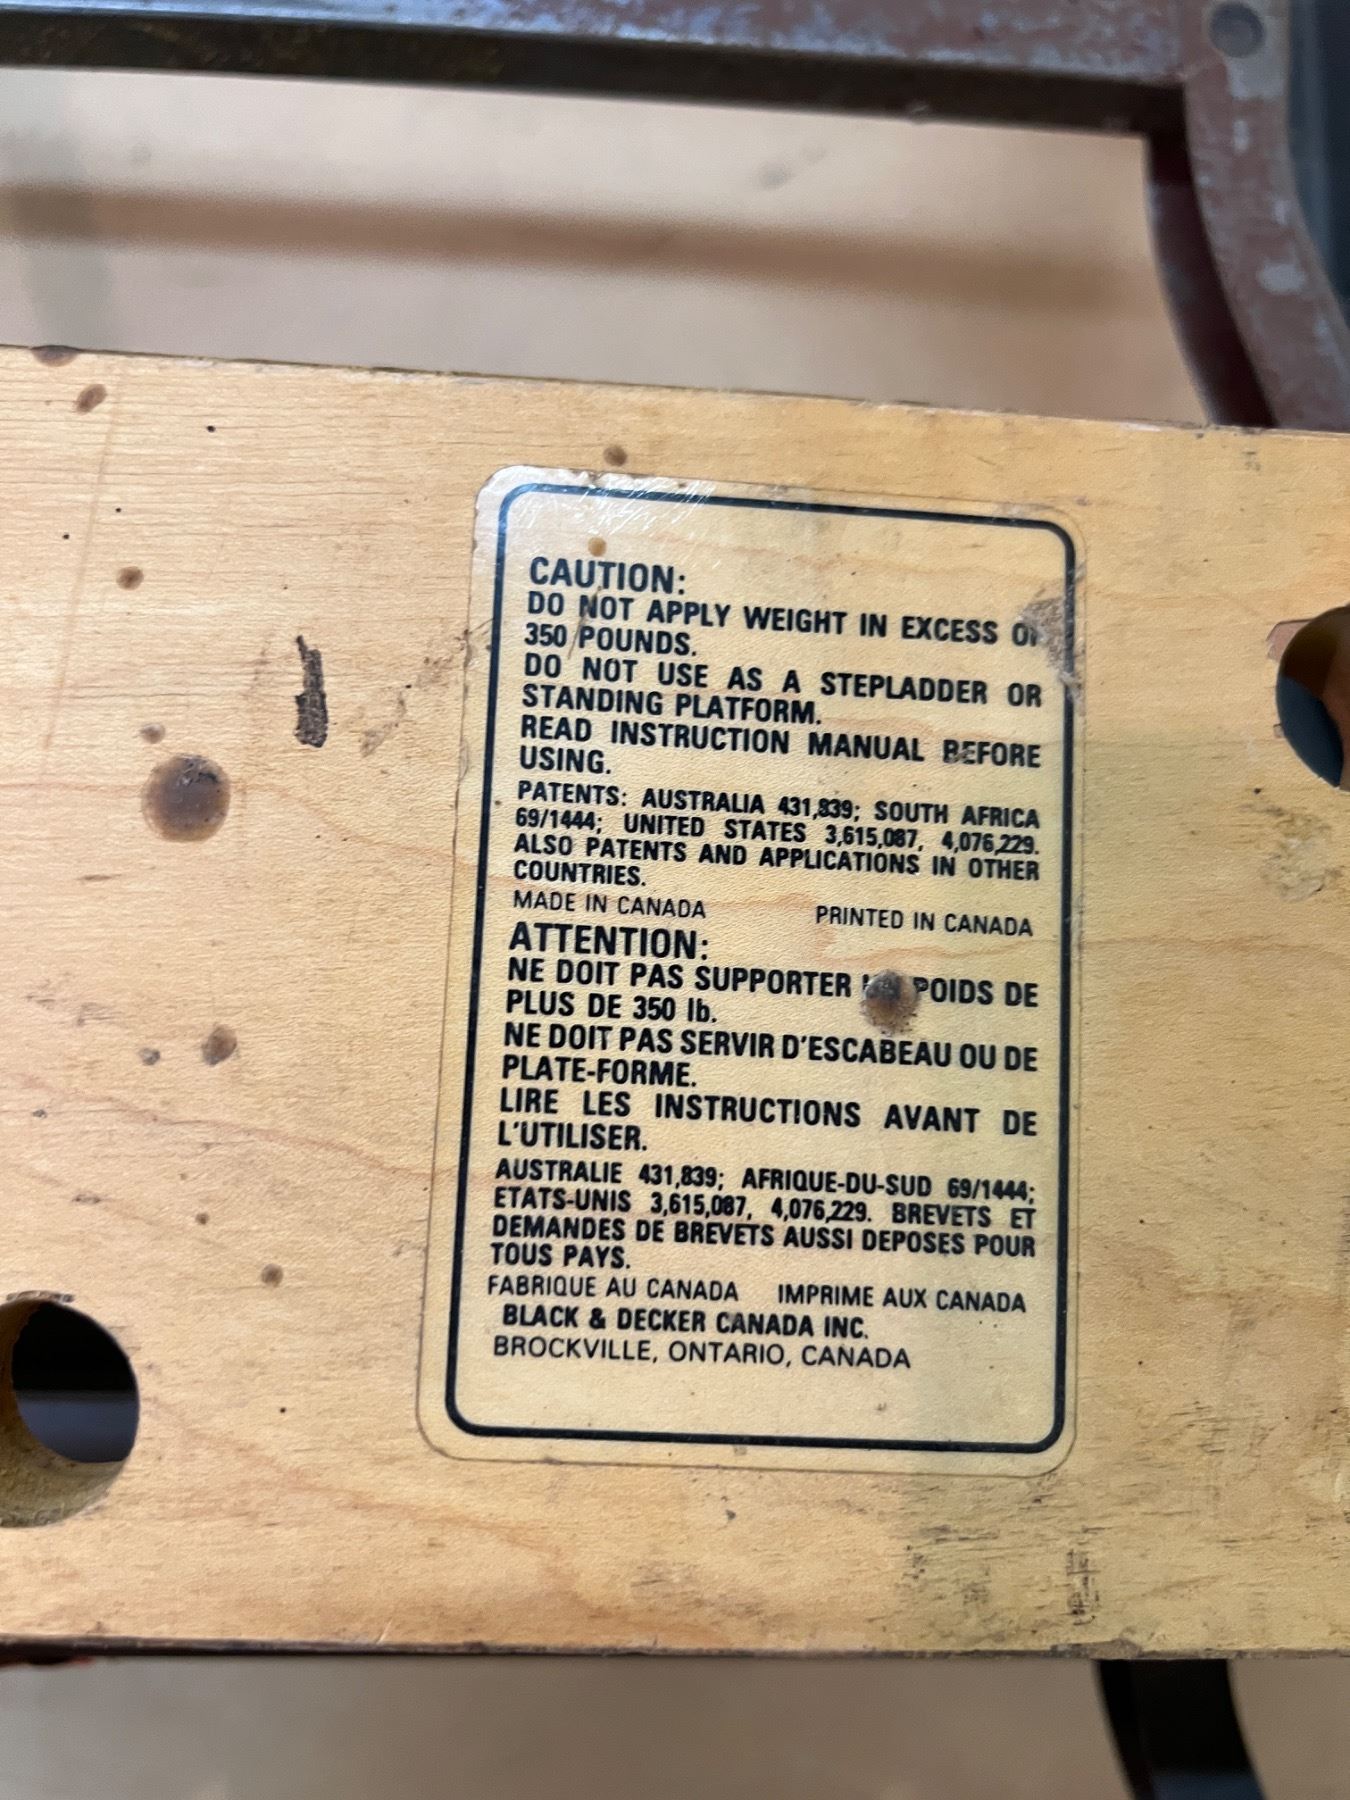 CAUTION:
DO NOT APPLY WEIGHT IN EXCESS OF
350 POUNDS.
DO NOT USE AS A STEPLADDER OR
STANDING PLATFORM.
READ INSTRUCTION MANUAL BEFORE
USING.
PATENTS: AUSTRALIA 431,839; SOUTH AFRICA
69/1444; UNITED STATES 3,615,087, 4,076,229.
ALSO PATENTS AND APPLICATIONS IN OTHER
COUNTRIES.
MADE IN CANADA PRINTED IN CANADA
ATTENTION:
NE DOIT PAS SUPPORTER POIDS DE
PLUS DE 350 lb.
NE DOIT PAS SERVIR D'ESCABEAU OU DE
PLATE-FORME.
LIRE LES INSTRUCTIONS AVANT DE
L'UTILISER.
AUSTRALIE 431,839; AFRIQUE-DU-SUD 69/1444;
ETATS-UNIS 3,615,087, 4,076,229. BREVETS ET
DEMANDES DE BREVETS AUSSI DEPOSES POUR
TOUS PAYS.
FABRIQUE AU CANADA IMPRIME AUX CANADA
BLACK & DECKER CANADA INC.
BROCKVILLE, ONTARIO, CANADA